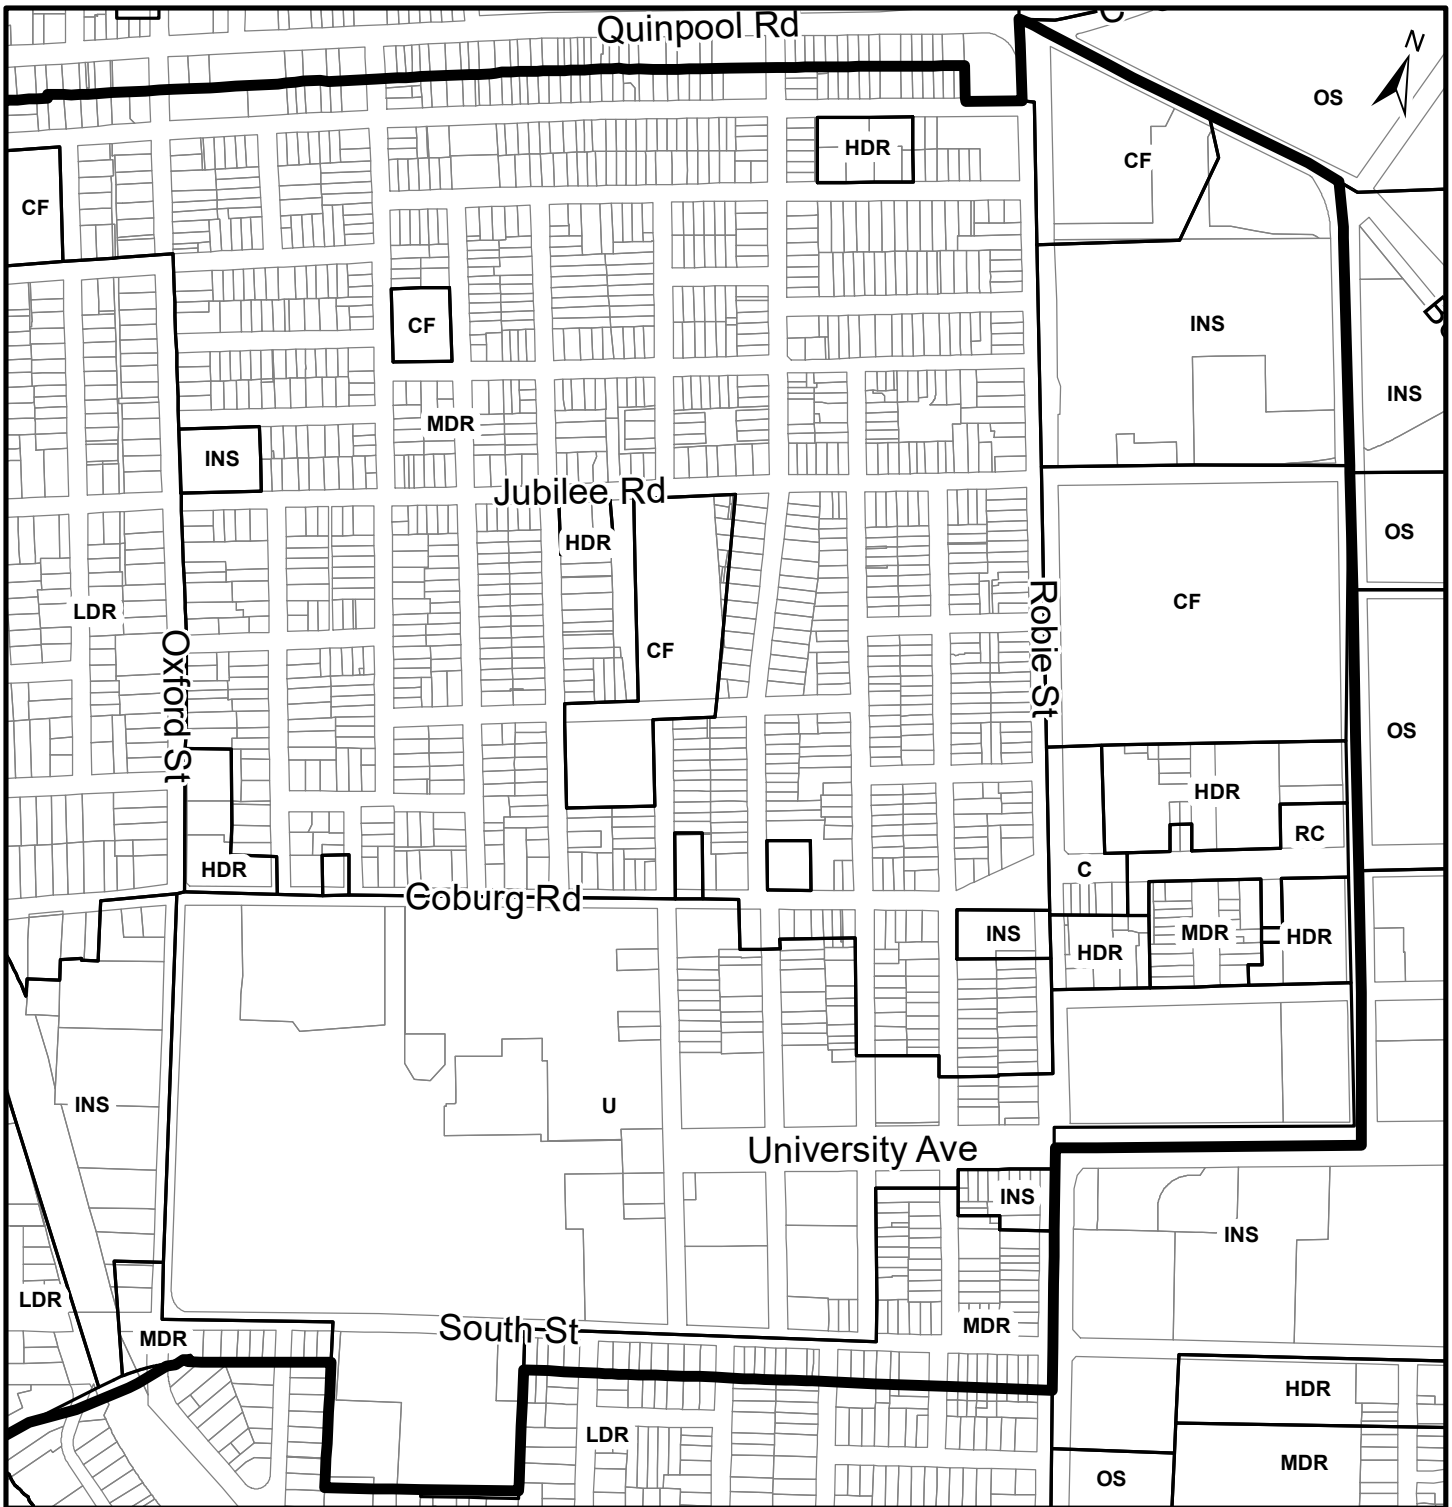 Quinpool Rd
N
OS
HDR
CF
CF
CF
INS
INS
MDR
INS
Jubilee Rd
OS
HDR
CF
LDR
Robie St
CF
Oxford St
OS
HDR
RC
HDR
C
Coburg Rd
INS
MDR
HDR
HDR
INS
U
University Ave
INS
INS
LDR
South St
MDR
MDR
HDR
LDR
MDR
OS